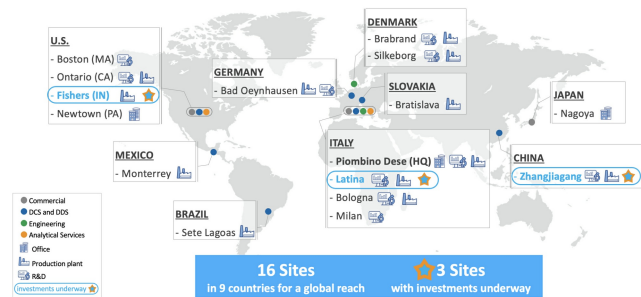 U.S.
- Boston (MA)
- Ontario (CA)
- Fishers (IN)
- Newtown (PA)
MEXICO
- Monterrey
BRAZIL
- Sete Lagoas
GERMANY
- Bad Oeynhausen
DENMARK
- Brabrand
- Silkeborg
SLOVAKIA
- Bratislava
ITALY
- Piombino Dese (HQ)
- Latina
- Bologna
- Milan
JAPAN
- Nagoya
CHINA
- Zhangjiagang
Commercial
DCS and DDS
Engineering
Analytical Services
Office
Production plant
R&D
investments underway
16 Sites
in 9 countries for a global reach
3 Sites
with investments underway